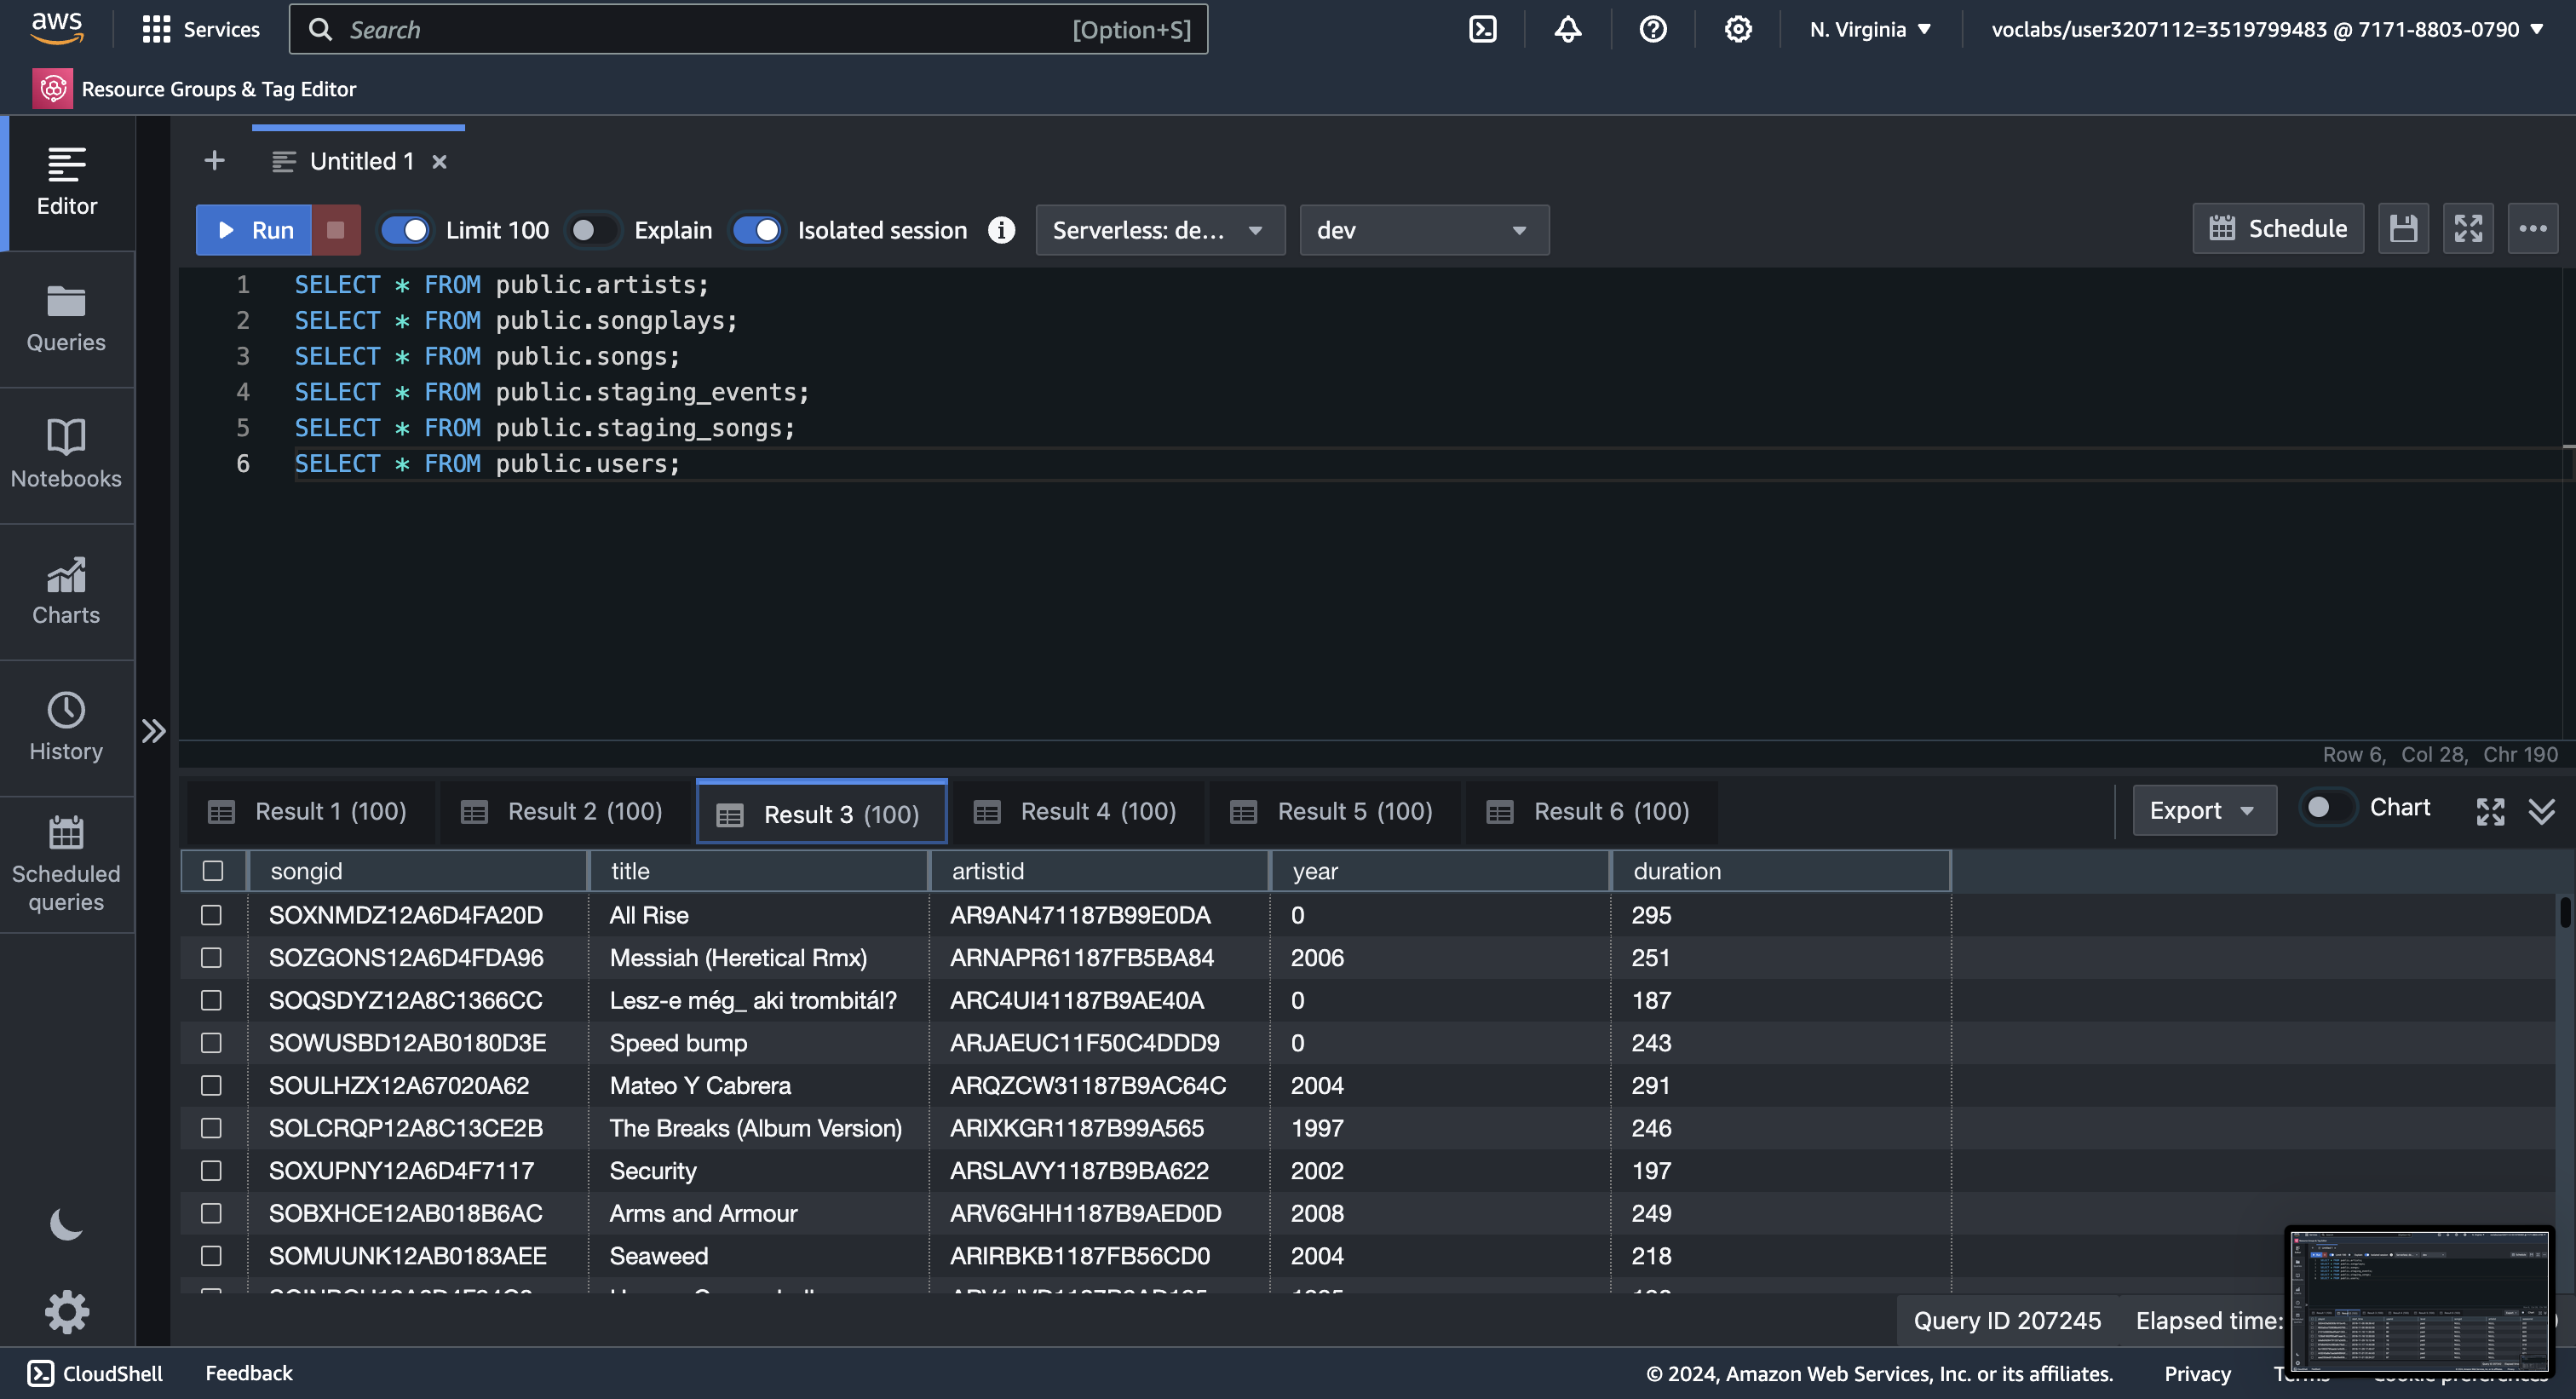 aws
Services
Search
[Option+S]
N. Virginia
voclabs/user3207112=3519799483 @ 7171-8803-0790
Resource Groups & Tag Editor
Editor
Queries
Notebooks
Charts
History
Scheduled
queries
Untitled 1
Run
Limit 100
Explain
Isolated session
Serverless: de...
dev
Schedule
1 SELECT * FROM public.artists;
2 SELECT * FROM public.songplays;
3 SELECT * FROM public.songs;
4 SELECT * FROM public.staging_events;
5 SELECT * FROM public.staging_songs;
6 SELECT * FROM public.users;
Row 6, Col 28, Chr 190
Result 1 (100)
Result 2 (100)
Result 3 (100)
Result 4 (100)
Result 5 (100)
Result 6 (100)
Export
Chart
songid title artistid year duration
SOXNMDZ12A6D4FA20D All Rise AR9AN471187B99E0DA 0 295
SOZGONS12A6D4FDA96 Messiah (Heretical Rmx) ARNAPR61187FB5BA84 2006 251
SOQSDYZ12A8C1366CC Lesz-e még_ aki trombitál? ARC4UI41187B9AE40A 0 187
SOWUSBD12AB0180D3E Speed bump ARJAEUC11F50C4DDD9 0 243
SOULHZX12A67020A62 Mateo Y Cabrera ARQZCW31187B9AC64C 2004 291
SOLCRQP12A8C13CE2B The Breaks (Album Version) ARIXKGR1187B99A565 1997 246
SOXUPNY12A6D4F7117 Security ARSLAVY1187B9BA622 2002 197
SOBXHCE12AB018B6AC Arms and Armour ARV6GHH1187B9AED0D 2008 249
SOMUUNK12AB0183AEE Seaweed ARIRBKB1187FB56CD0 2004 218
Query ID 207245
Elapsed time:
CloudShell
Feedback
© 2024, Amazon Web Services, Inc. or its affiliates.
Privacy
Terms
Cookie preferences